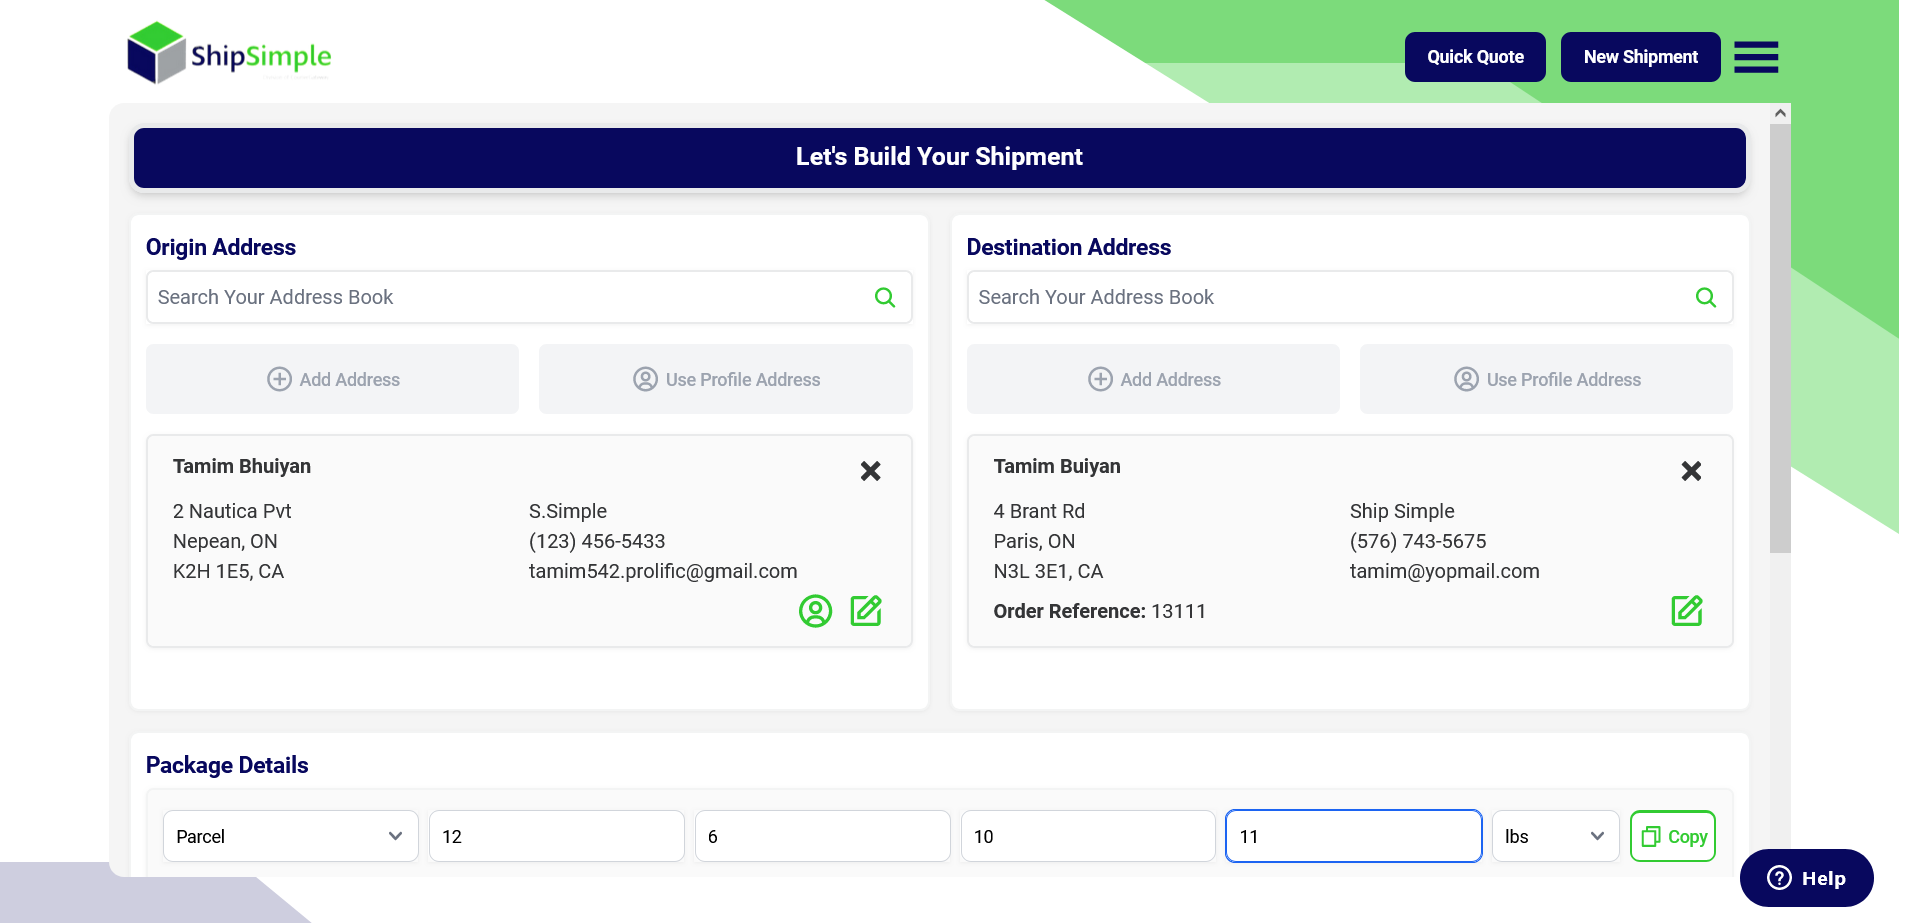 ShipSimple
Quick Quote
New Shipment
Let's Build Your Shipment
Origin Address
Search Your Address Book
Add Address
Use Profile Address
Tamim Bhuiyan
2 Nautica Pvt
Nepean, ON
K2H 1E5, CA
S.Simple
(123) 456-5433
tamim542.prolific@gmail.com
Destination Address
Search Your Address Book
Add Address
Use Profile Address
Tamim Buiyan
4 Brant Rd
Paris, ON
N3L 3E1, CA
Ship Simple
(576) 743-5675
tamim@yopmail.com
Order Reference: 13111
Package Details
Parcel
12
6
10
11
lbs
Copy
Help